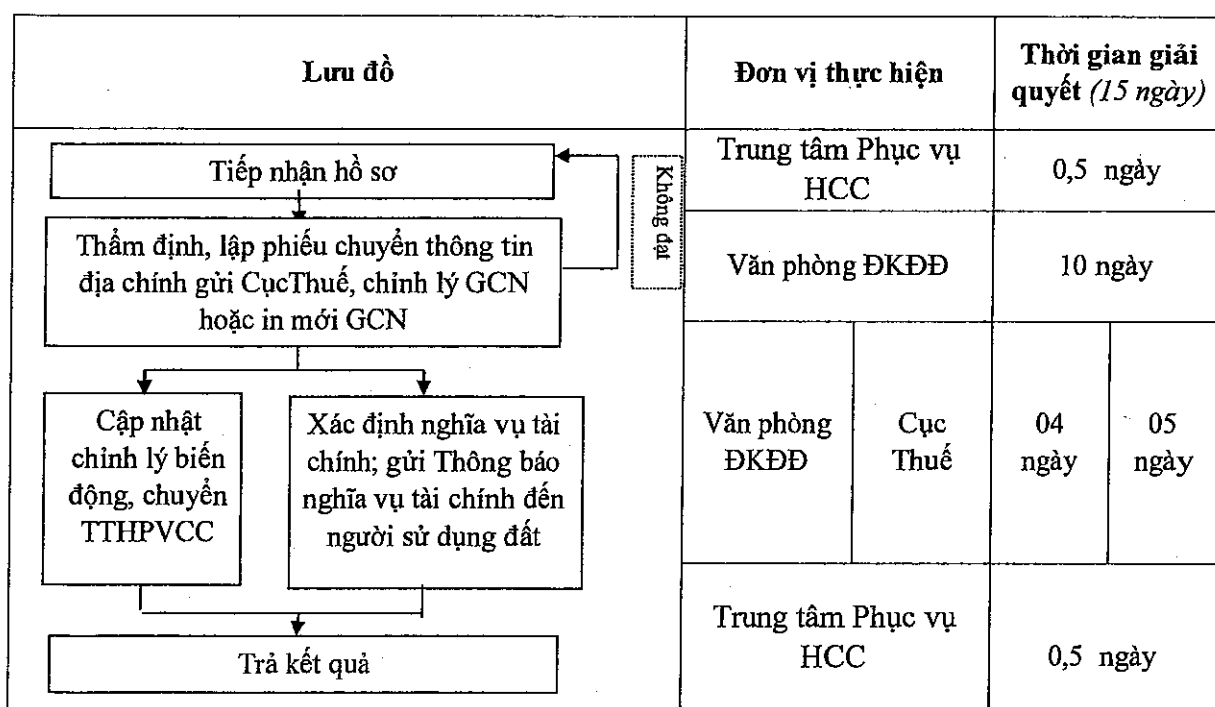 Lưu đồ
Đơn vị thực hiện
Thời gian giải
quyết (15 ngày)
Tiếp nhận hồ sơ
Không đạt
Trung tâm Phục vụ
HCC
0,5 ngày
Thẩm định, lập phiếu chuyển thông tin
địa chính gửi CụcThuế, chỉnh lý GCN
hoặc in mới GCN
Văn phòng ĐKĐĐ
10 ngày
Cập nhật
chỉnh lý biến
động, chuyển
TTHPVCC
Xác định nghĩa vụ tài
chính; gửi Thông báo
nghĩa vụ tài chính đến
người sử dụng đất
Văn phòng
ĐKĐĐ
Cục
Thuế
04
ngày
05
ngày
Trả kết quả
Trung tâm Phục vụ
HCC
0,5 ngày